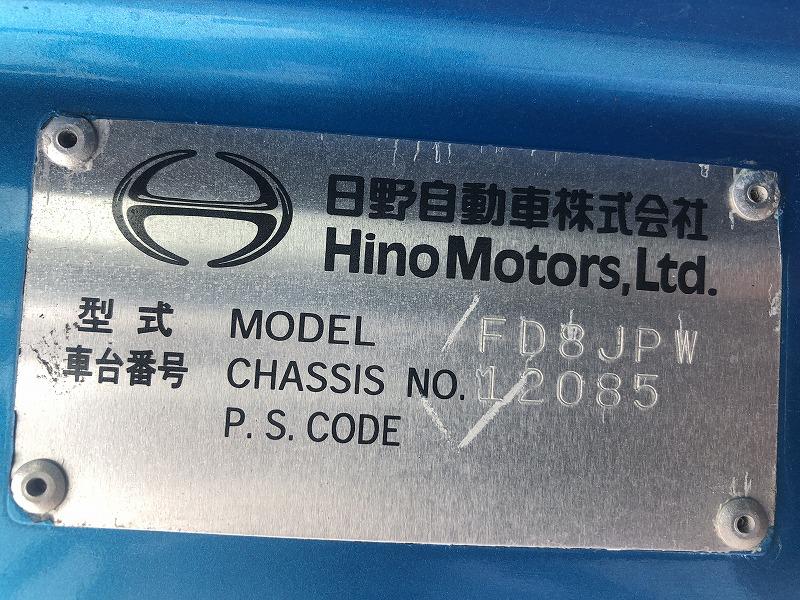 日野自動車株式会社
Hino Motors, Ltd.
型式 MODEL FD8JPW
車台番号 CHASSIS NO. 12085
P. S. CODE